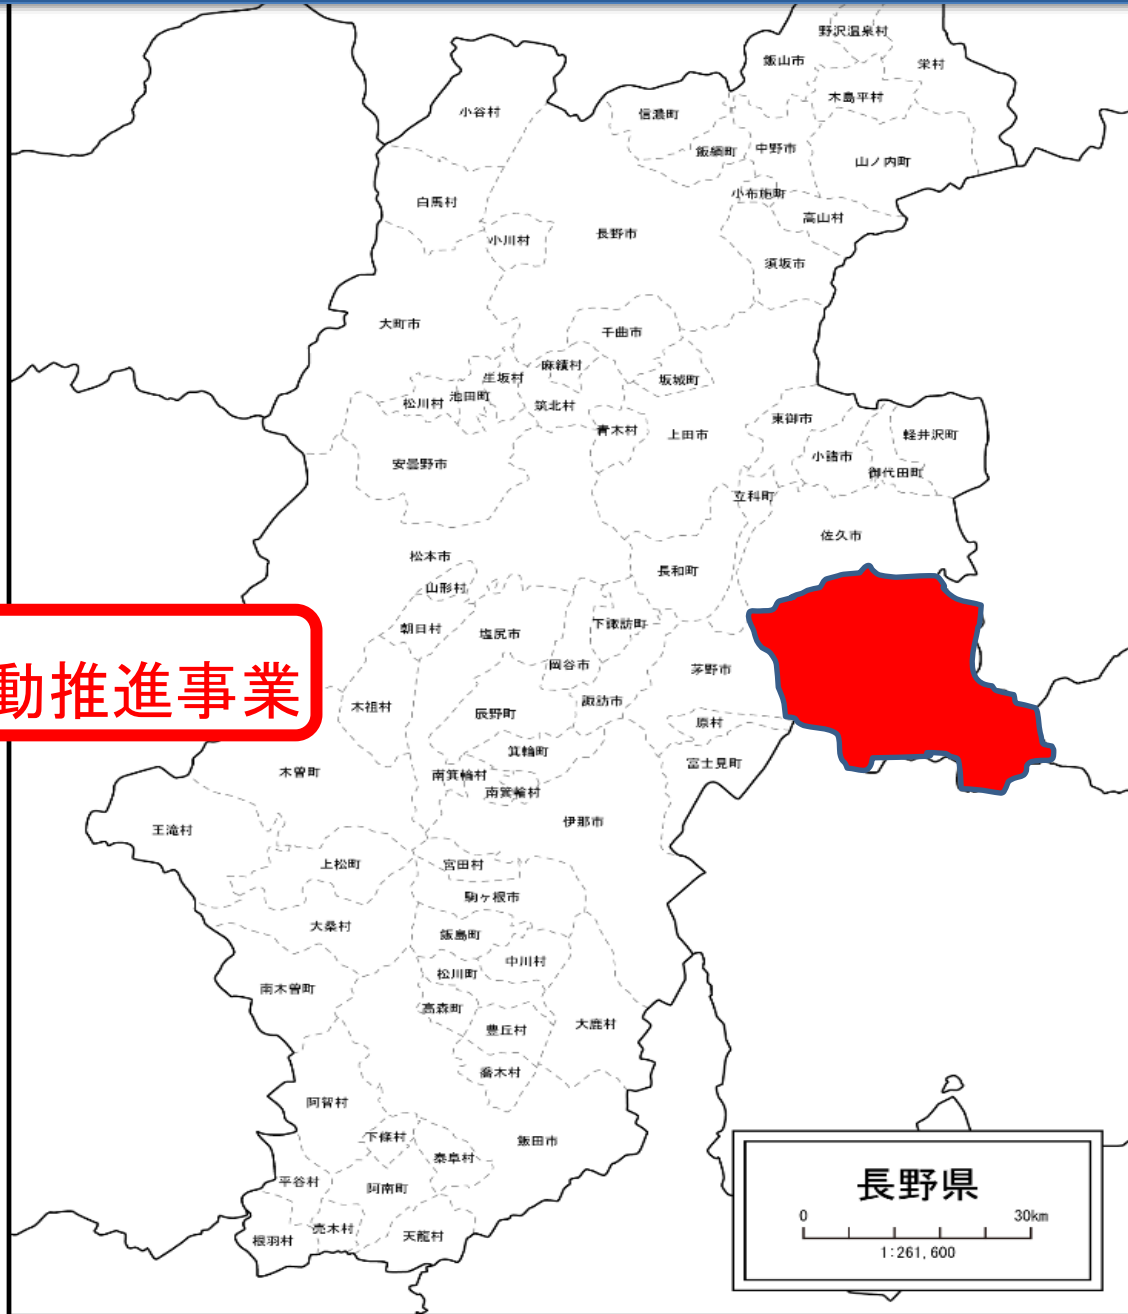 野沢温泉村
飯山市
栄村
木島平村
小谷村
信濃町
飯綱町
中野市
山ノ内町
小布施町
白馬村
高山村
小川村
長野市
須坂市
大町市
千曲市
麻績村
生坂村
坂城町
池田町
松川村
筑北村
青木村
上田市
東御市
軽井沢町
小諸市
御代田町
安曇野市
立科町
佐久市
松本市
長和町
山形村
朝日村
塩尻市
下諏訪町
岡谷市
茅野市
動推進事業
木祖村
辰野町
諏訪市
原村
箕輪町
富士見町
木曽町
南箕輪村
南箕輪村
伊那市
王滝村
上松町
宮田村
駒ヶ根市
大桑村
飯島町
中川村
松川町
南木曽町
高森町
豊丘村
大鹿村
喬木村
阿智村
下條村
飯田市
泰阜村
平谷村
阿南町
売木村
天龍村
根羽村
長野県
0 30km
1:261,600